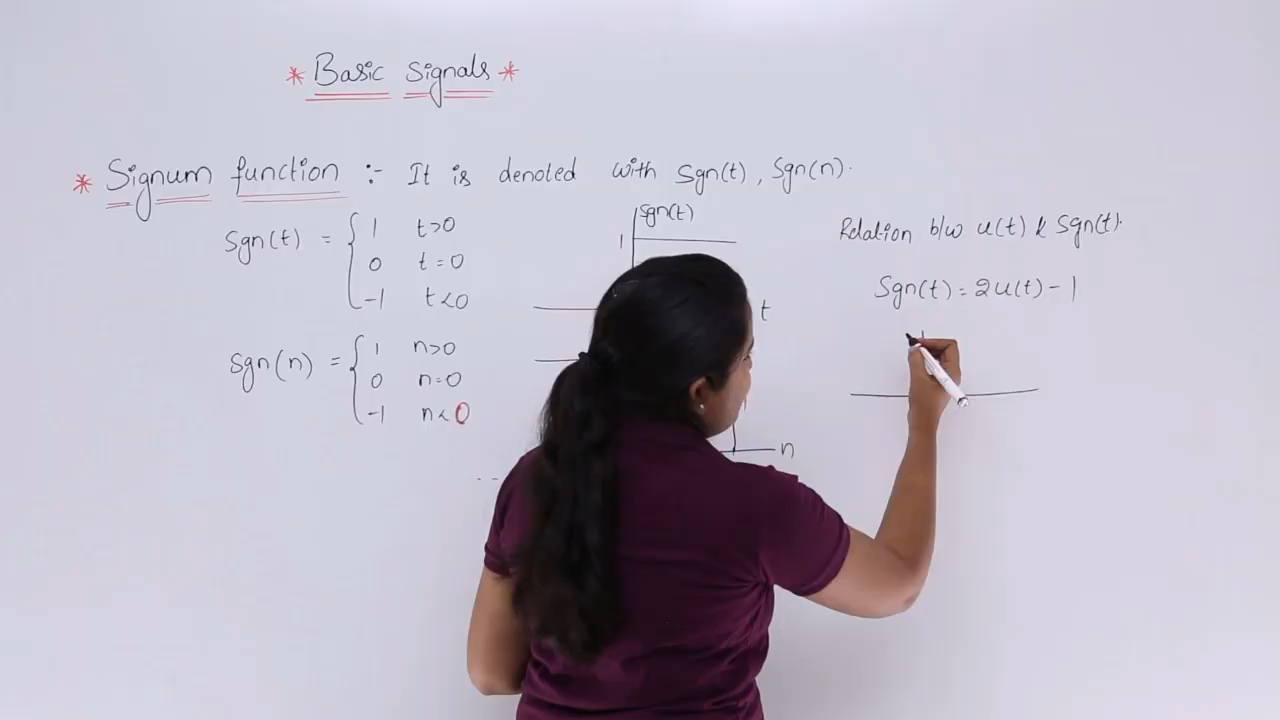 * Basic Signals *
* Signum function :- It is denoted with Sgn(t), Sgn(n).
Sgn(t) = { 1 t>0
0 t=0
-1 t<0
Sgn(n) = { 1 n>0
0 n=0
-1 n<0
Sgn(t)
1
t
n
Relation b/w u(t) & Sgn(t).
Sgn(t) = 2u(t) - 1